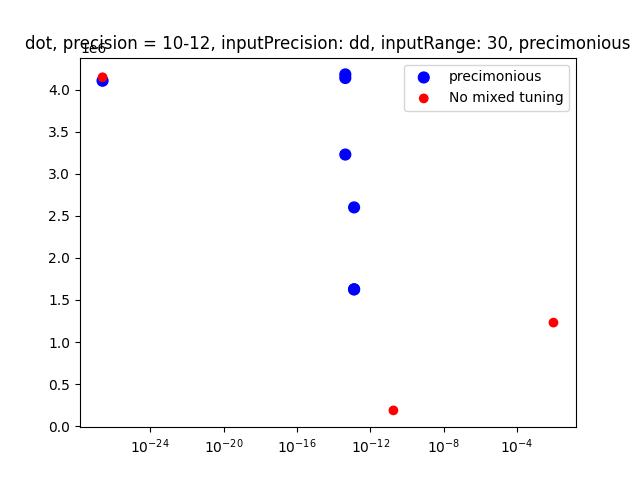 dot, precision = 10-12, inputPrecision: dd, inputRange: 30, precimonious
1e6
precimonious
No mixed tuning
4.0
3.5
3.0
2.5
2.0
1.5
1.0
0.5
0.0
10⁻²⁴ 10⁻²⁰ 10⁻¹⁶ 10⁻¹² 10⁻⁸ 10⁻⁴